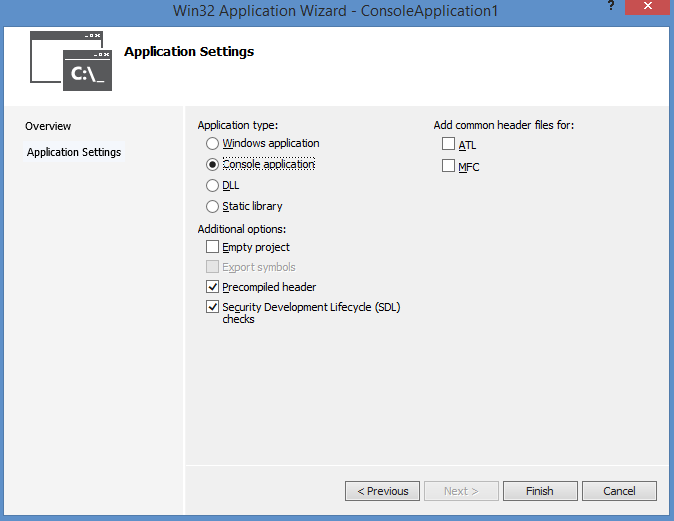 Win32 Application Wizard - ConsoleApplication1
?
C:\_
Application Settings
Overview
Application Settings
Application type:
Windows application
Console application
DLL
Static library
Add common header files for:
ATL
MFC
Additional options:
Empty project
Export symbols
Precompiled header
Security Development Lifecycle (SDL)
checks
< Previous
Next >
Finish
Cancel